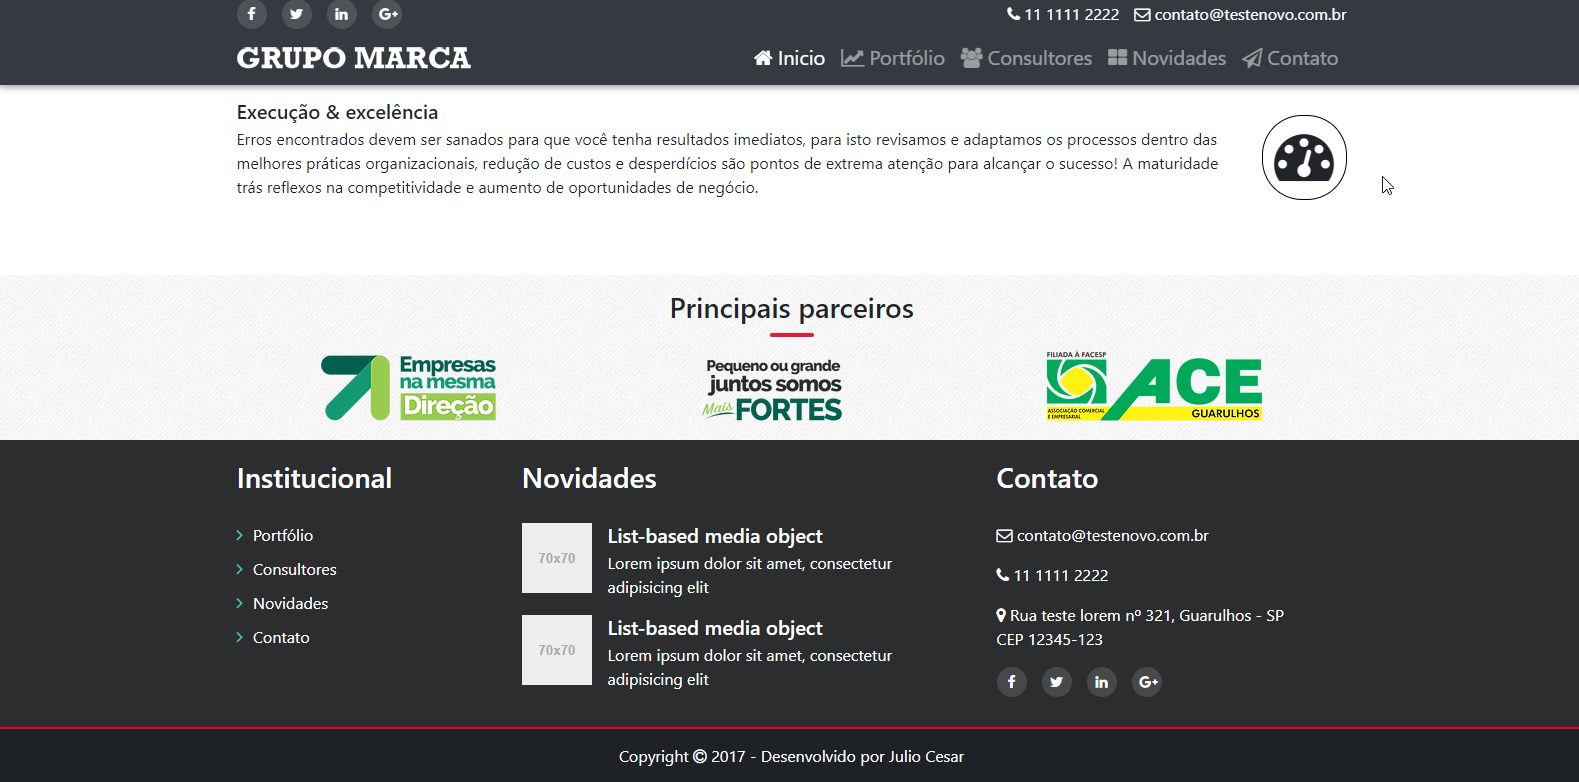 11 1111 2222 contato@testenovo.com.br
GRUPO MARCA
Inicio Portfólio Consultores Novidades Contato
Execução & excelência
Erros encontrados devem ser sanados para que você tenha resultados imediatos, para isto revisamos e adaptamos os processos dentro das
melhores práticas organizacionais, redução de custos e desperdícios são pontos de extrema atenção para alcançar o sucesso! A maturidade
trás reflexos na competitividade e aumento de oportunidades de negócio.
Principais parceiros
Empresas
na mesma
Direção
Pequeno ou grande
juntos somos
Mais FORTES
FILIADA À FACESP
ACE
ASSOCIAÇÃO COMERCIAL
E EMPRESARIAL
GUARULHOS
Institucional
Portfólio
Consultores
Novidades
Contato
Novidades
70x70
List-based media object
Lorem ipsum dolor sit amet, consectetur
adipisicing elit
70x70
List-based media object
Lorem ipsum dolor sit amet, consectetur
adipisicing elit
Contato
contato@testenovo.com.br
11 1111 2222
Rua teste lorem nº 321, Guarulhos - SP
CEP 12345-123
Copyright © 2017 - Desenvolvido por Julio Cesar